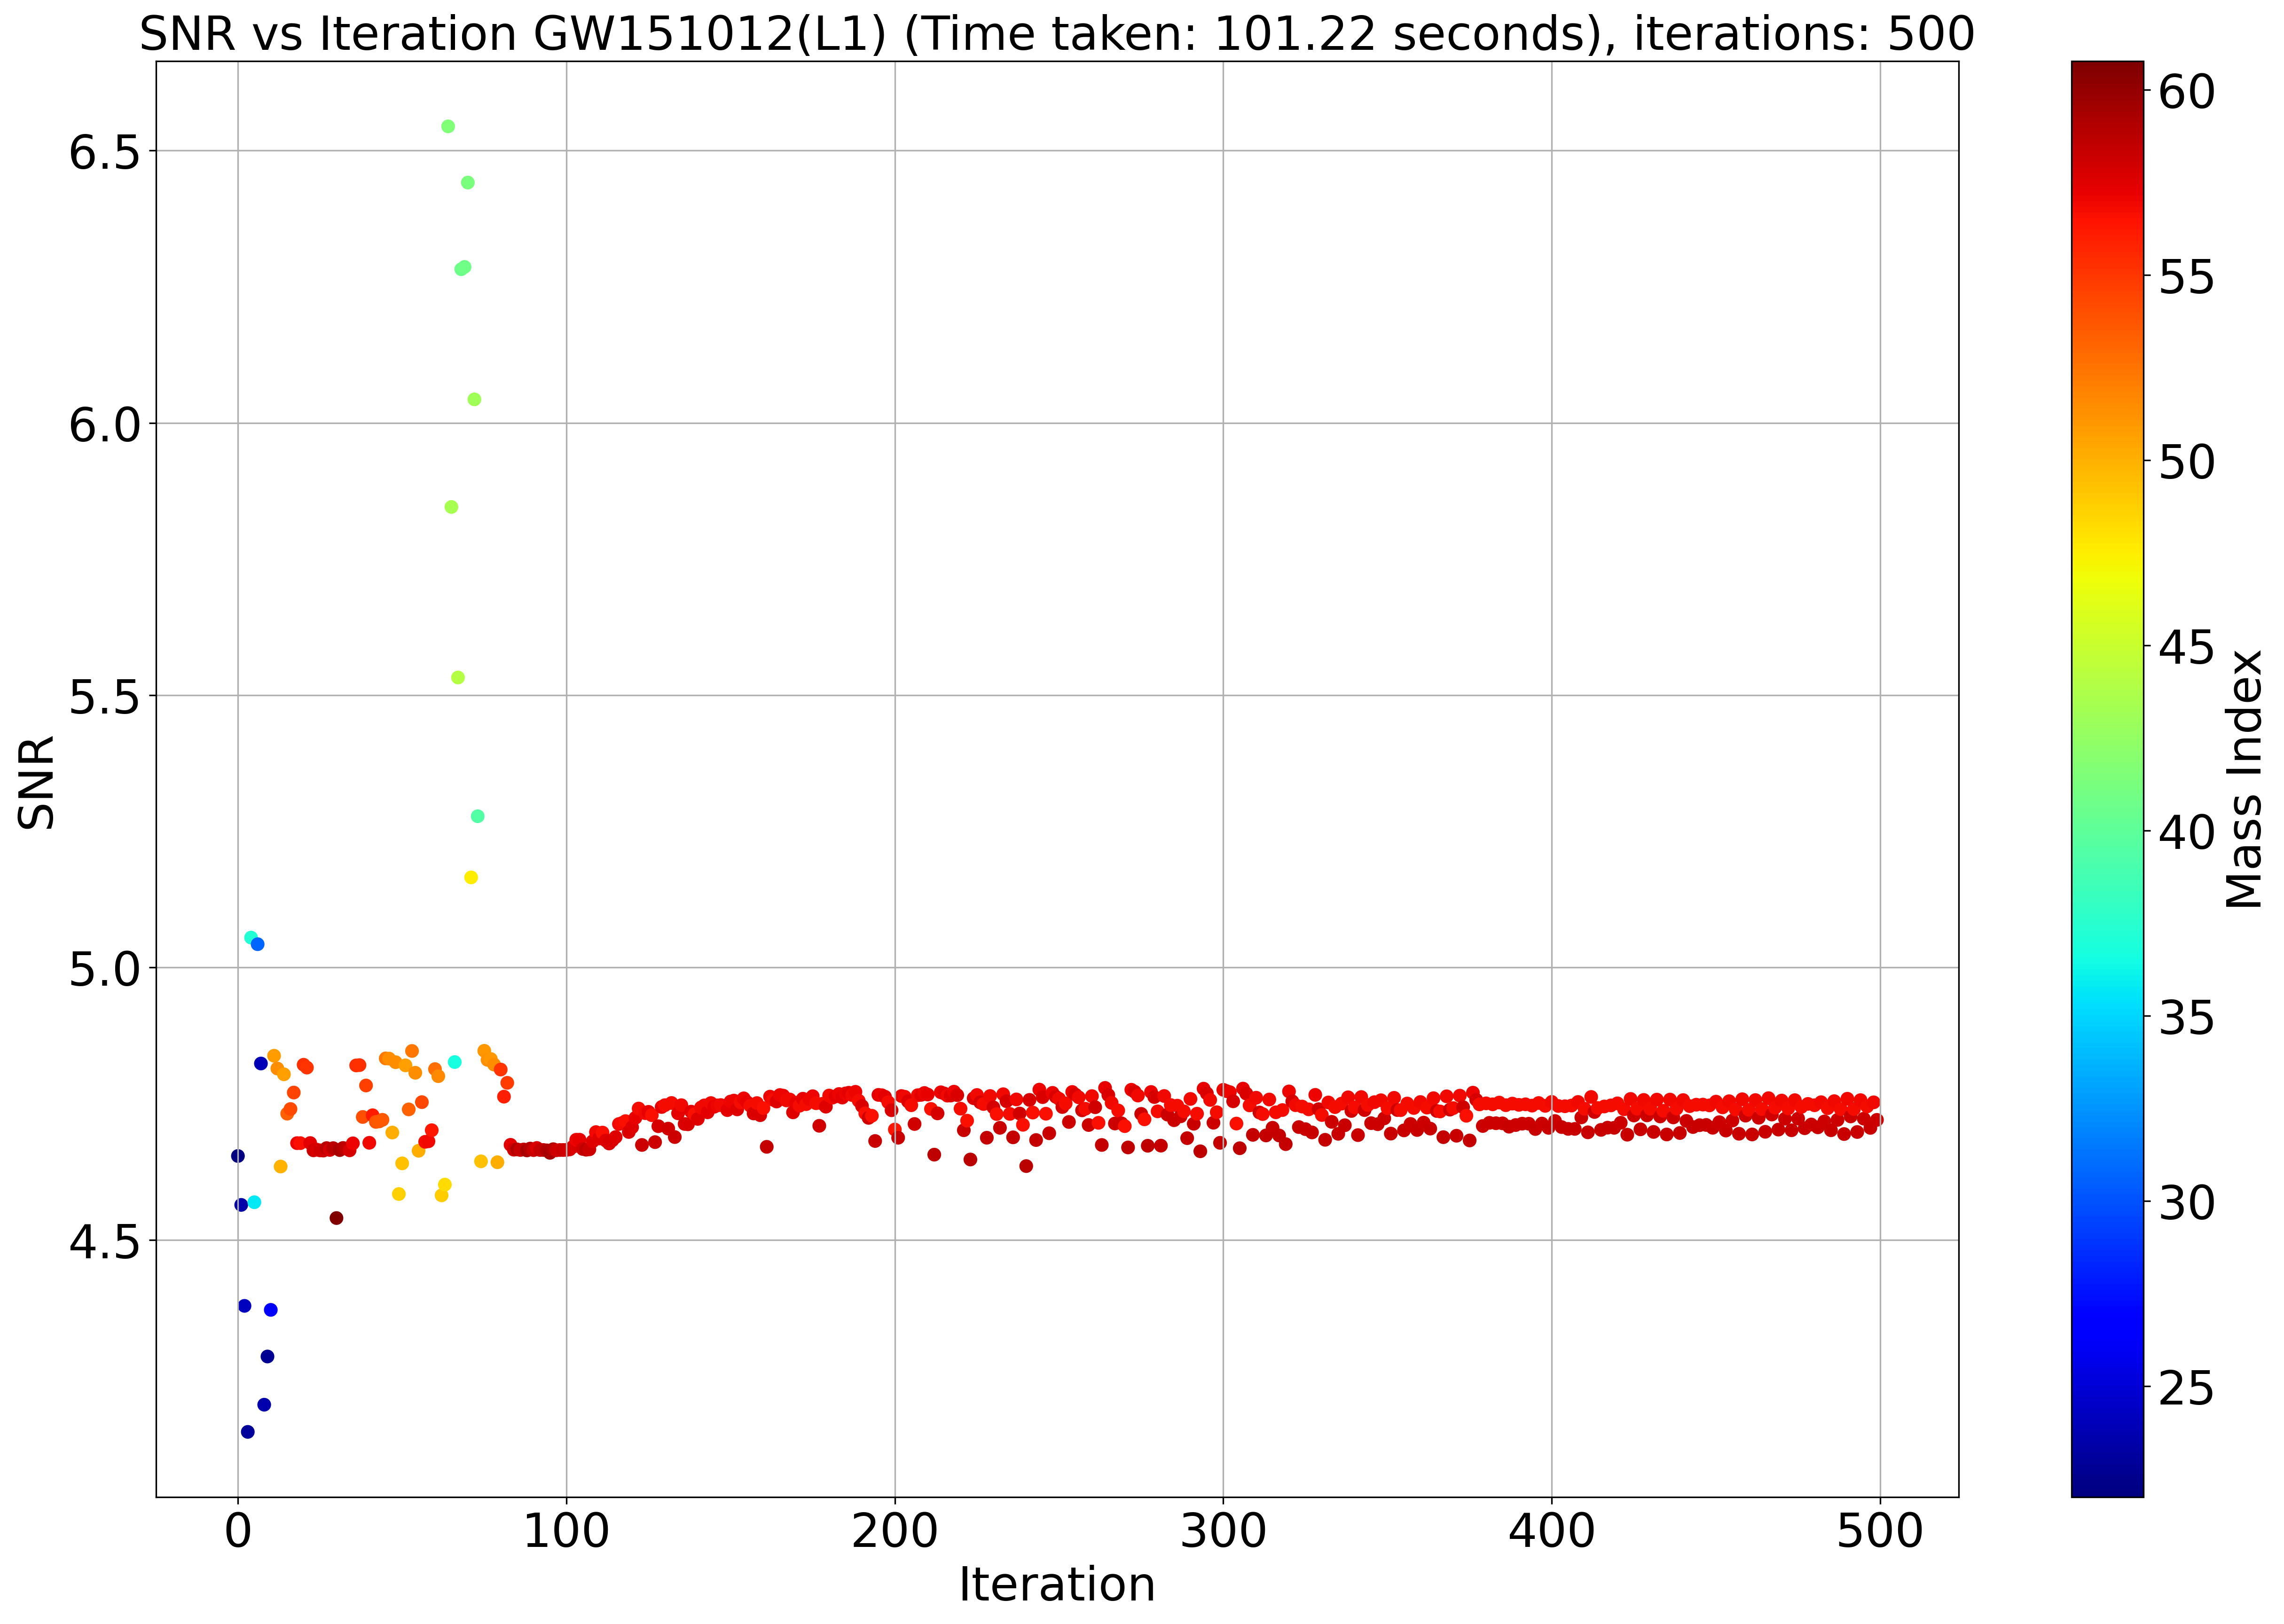 SNR vs Iteration GW151012(L1) (Time taken: 101.22 seconds), iterations: 500
SNR
6.5
6.0
5.5
5.0
4.5
0 100 200 300 400 500
Iteration
60
55
50
45
40
35
30
25
Mass Index